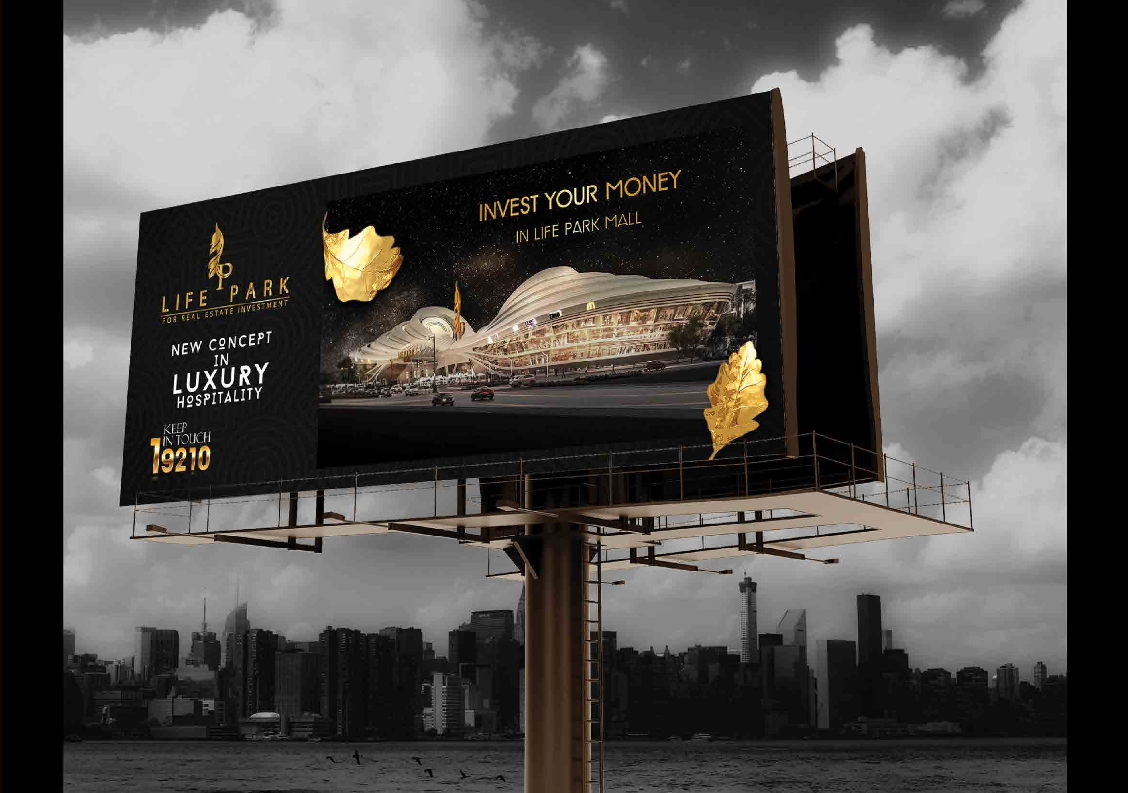 LIFE PARK
FOR REAL ESTATE INVESTMENT
NEW CONCEPT
IN
LUXURY
HOSPITALITY
KEEP
IN TOUCH
19210
INVEST YOUR MONEY
IN LIFE PARK MALL